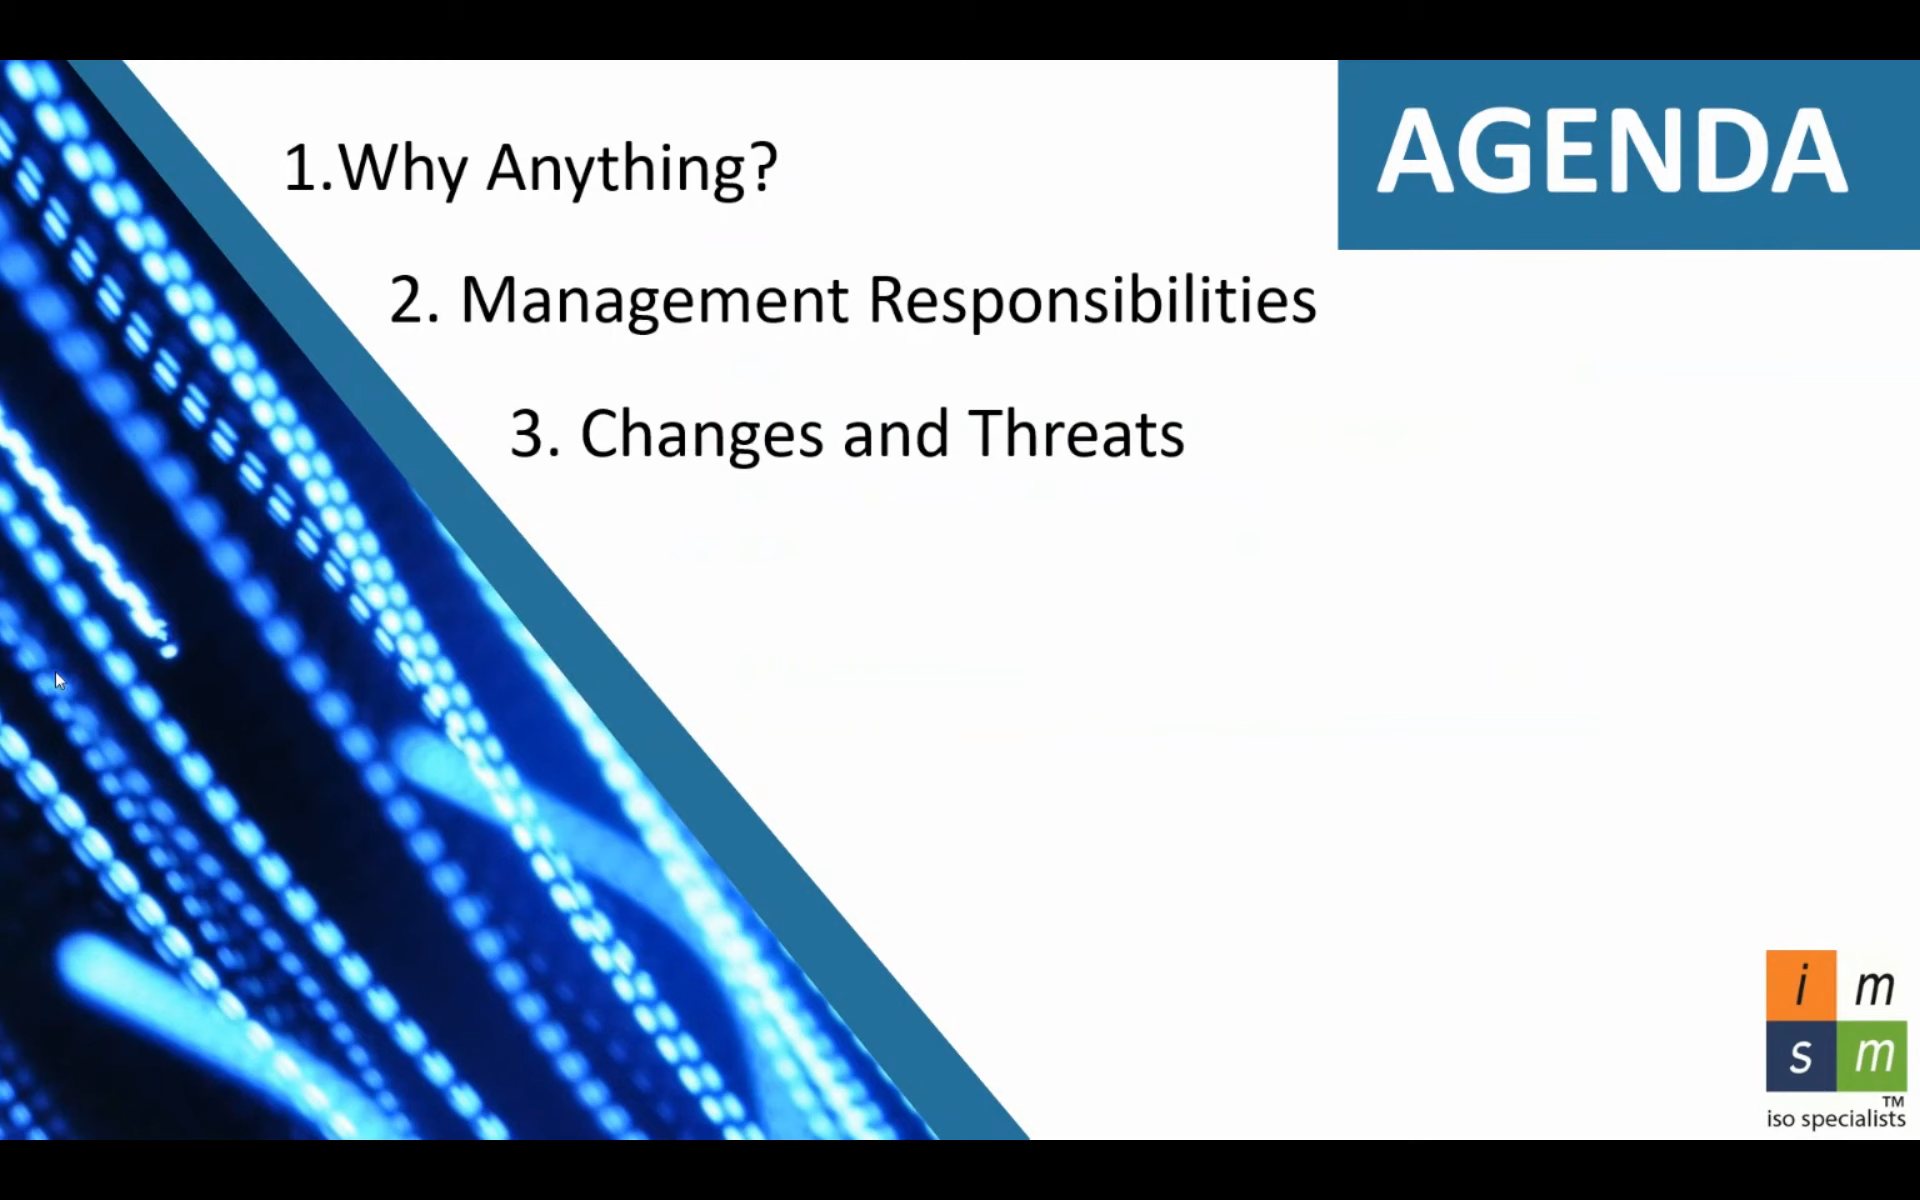 AGENDA
1.Why Anything?
2. Management Responsibilities
3. Changes and Threats
i m
s m
TM
iso specialists